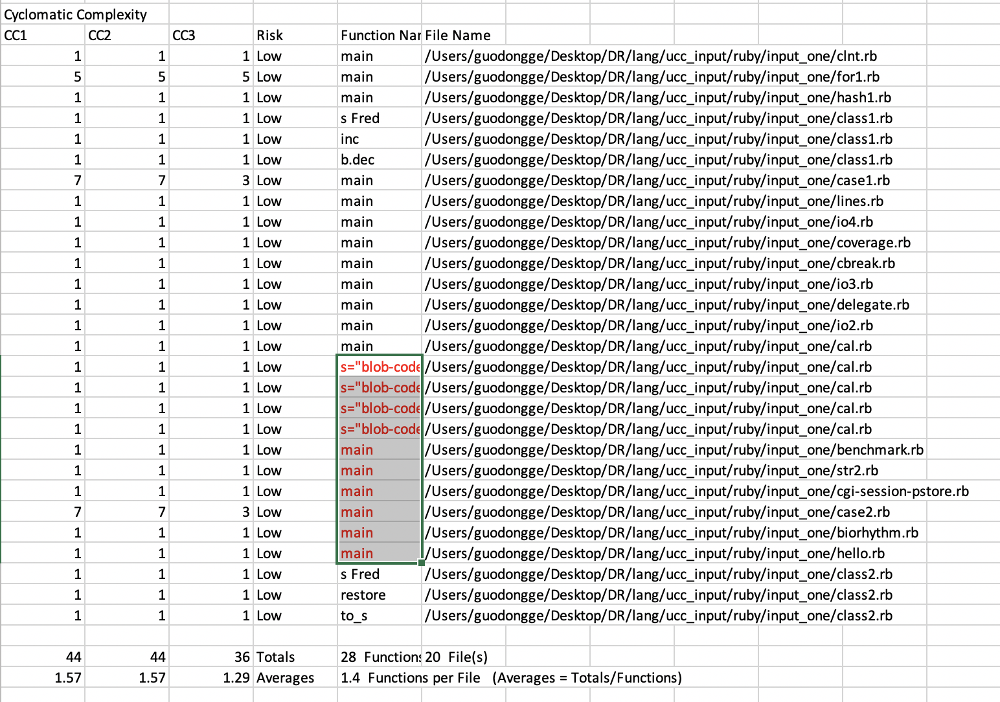 Cyclomatic Complexity
CC1 CC2 CC3 Risk Function Nar File Name
1 1 1 Low main /Users/guodongge/Desktop/DR/lang/ucc_input/ruby/input_one/clnt.rb
5 5 5 Low main /Users/guodongge/Desktop/DR/lang/ucc_input/ruby/input_one/for1.rb
1 1 1 Low main /Users/guodongge/Desktop/DR/lang/ucc_input/ruby/input_one/hash1.rb
1 1 1 Low s Fred /Users/guodongge/Desktop/DR/lang/ucc_input/ruby/input_one/class1.rb
1 1 1 Low inc /Users/guodongge/Desktop/DR/lang/ucc_input/ruby/input_one/class1.rb
1 1 1 Low b.dec /Users/guodongge/Desktop/DR/lang/ucc_input/ruby/input_one/class1.rb
7 7 3 Low main /Users/guodongge/Desktop/DR/lang/ucc_input/ruby/input_one/case1.rb
1 1 1 Low main /Users/guodongge/Desktop/DR/lang/ucc_input/ruby/input_one/lines.rb
1 1 1 Low main /Users/guodongge/Desktop/DR/lang/ucc_input/ruby/input_one/io4.rb
1 1 1 Low main /Users/guodongge/Desktop/DR/lang/ucc_input/ruby/input_one/coverage.rb
1 1 1 Low main /Users/guodongge/Desktop/DR/lang/ucc_input/ruby/input_one/cbreak.rb
1 1 1 Low main /Users/guodongge/Desktop/DR/lang/ucc_input/ruby/input_one/io3.rb
1 1 1 Low main /Users/guodongge/Desktop/DR/lang/ucc_input/ruby/input_one/delegate.rb
1 1 1 Low main /Users/guodongge/Desktop/DR/lang/ucc_input/ruby/input_one/io2.rb
1 1 1 Low main /Users/guodongge/Desktop/DR/lang/ucc_input/ruby/input_one/cal.rb
1 1 1 Low s="blob-code /Users/guodongge/Desktop/DR/lang/ucc_input/ruby/input_one/cal.rb
1 1 1 Low s="blob-code /Users/guodongge/Desktop/DR/lang/ucc_input/ruby/input_one/cal.rb
1 1 1 Low s="blob-code /Users/guodongge/Desktop/DR/lang/ucc_input/ruby/input_one/cal.rb
1 1 1 Low s="blob-code /Users/guodongge/Desktop/DR/lang/ucc_input/ruby/input_one/cal.rb
1 1 1 Low main /Users/guodongge/Desktop/DR/lang/ucc_input/ruby/input_one/benchmark.rb
1 1 1 Low main /Users/guodongge/Desktop/DR/lang/ucc_input/ruby/input_one/str2.rb
1 1 1 Low main /Users/guodongge/Desktop/DR/lang/ucc_input/ruby/input_one/cgi-session-pstore.rb
7 7 3 Low main /Users/guodongge/Desktop/DR/lang/ucc_input/ruby/input_one/case2.rb
1 1 1 Low main /Users/guodongge/Desktop/DR/lang/ucc_input/ruby/input_one/biorhythm.rb
1 1 1 Low main /Users/guodongge/Desktop/DR/lang/ucc_input/ruby/input_one/hello.rb
1 1 1 Low s Fred /Users/guodongge/Desktop/DR/lang/ucc_input/ruby/input_one/class2.rb
1 1 1 Low restore /Users/guodongge/Desktop/DR/lang/ucc_input/ruby/input_one/class2.rb
1 1 1 Low to_s /Users/guodongge/Desktop/DR/lang/ucc_input/ruby/input_one/class2.rb
44 44 36 Totals 28 Functions 20 File(s)
1.57 1.57 1.29 Averages 1.4 Functions per File (Averages = Totals/Functions)